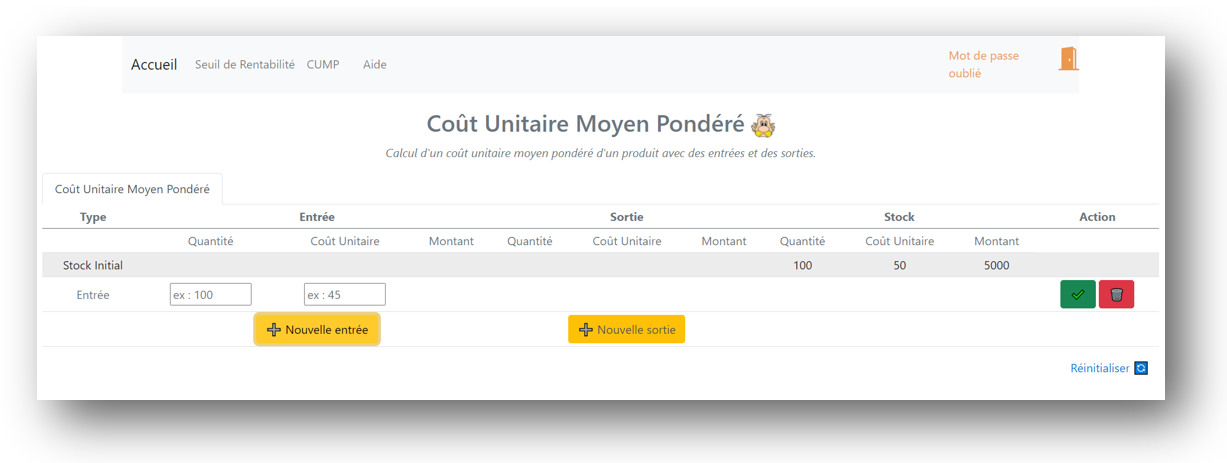 Accueil Seuil de Rentabilité CUMP Aide Mot de passe
oublié
Coût Unitaire Moyen Pondéré
Calcul d'un coût unitaire moyen pondéré d'un produit avec des entrées et des sorties.
Coût Unitaire Moyen Pondéré
Type Entrée Sortie Stock Action
Quantité Coût Unitaire Montant Quantité Coût Unitaire Montant Quantité Coût Unitaire Montant
Stock Initial 100 50 5000
Entrée ex : 100 ex : 45
Nouvelle entrée Nouvelle sortie
Réinitialiser